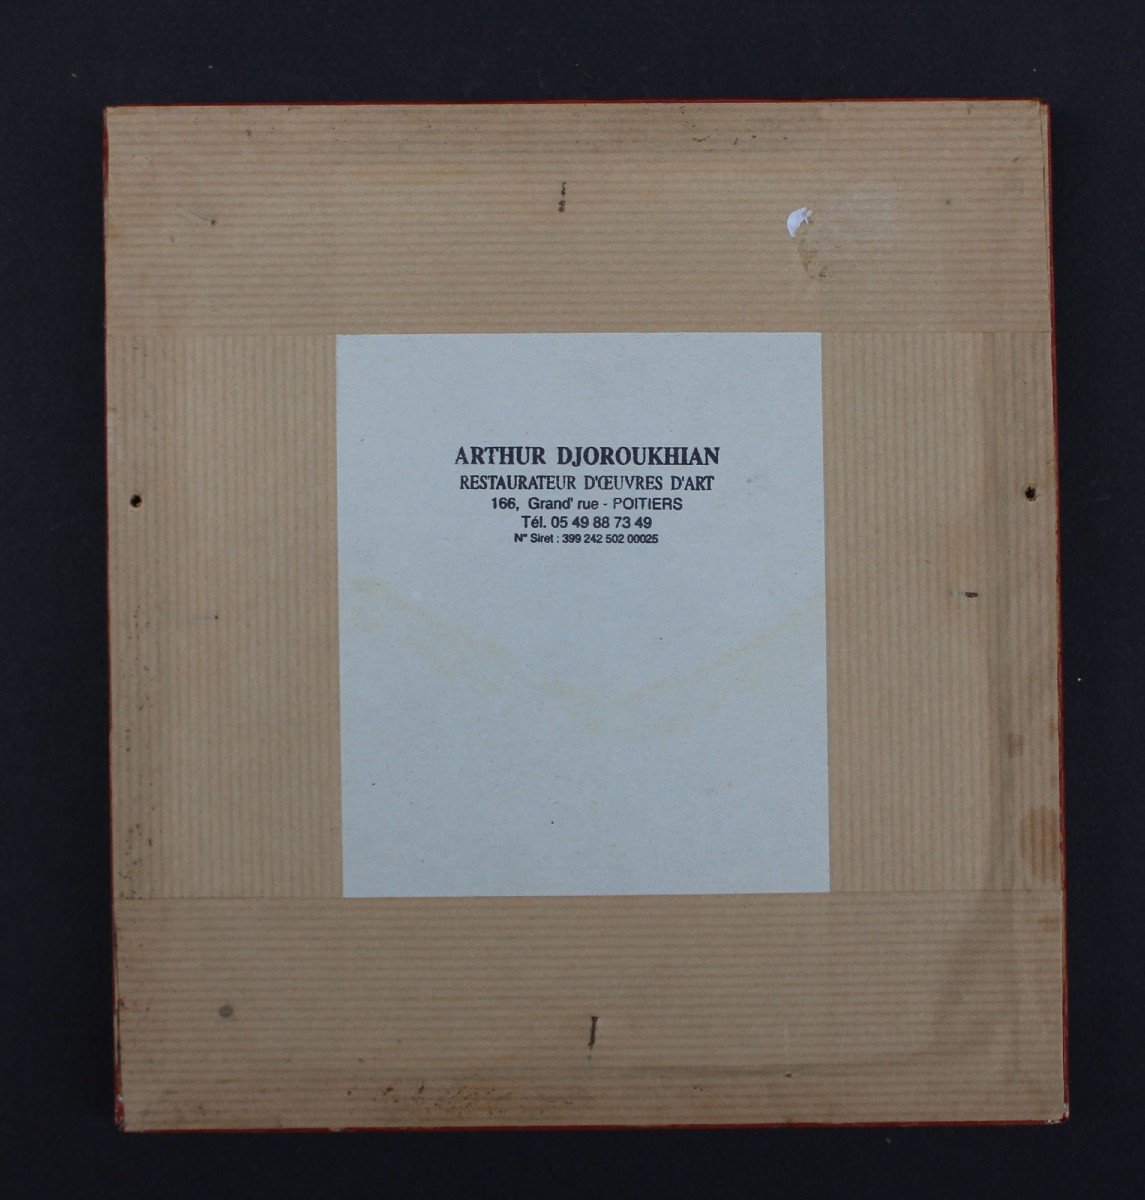 ARTHUR DJOROUKHIAN
RESTAURATEUR D'ŒUVRES D'ART
166, Grand' rue - POITIERS
Tél. 05 49 88 73 49
N° Siret : 399 242 502 00025